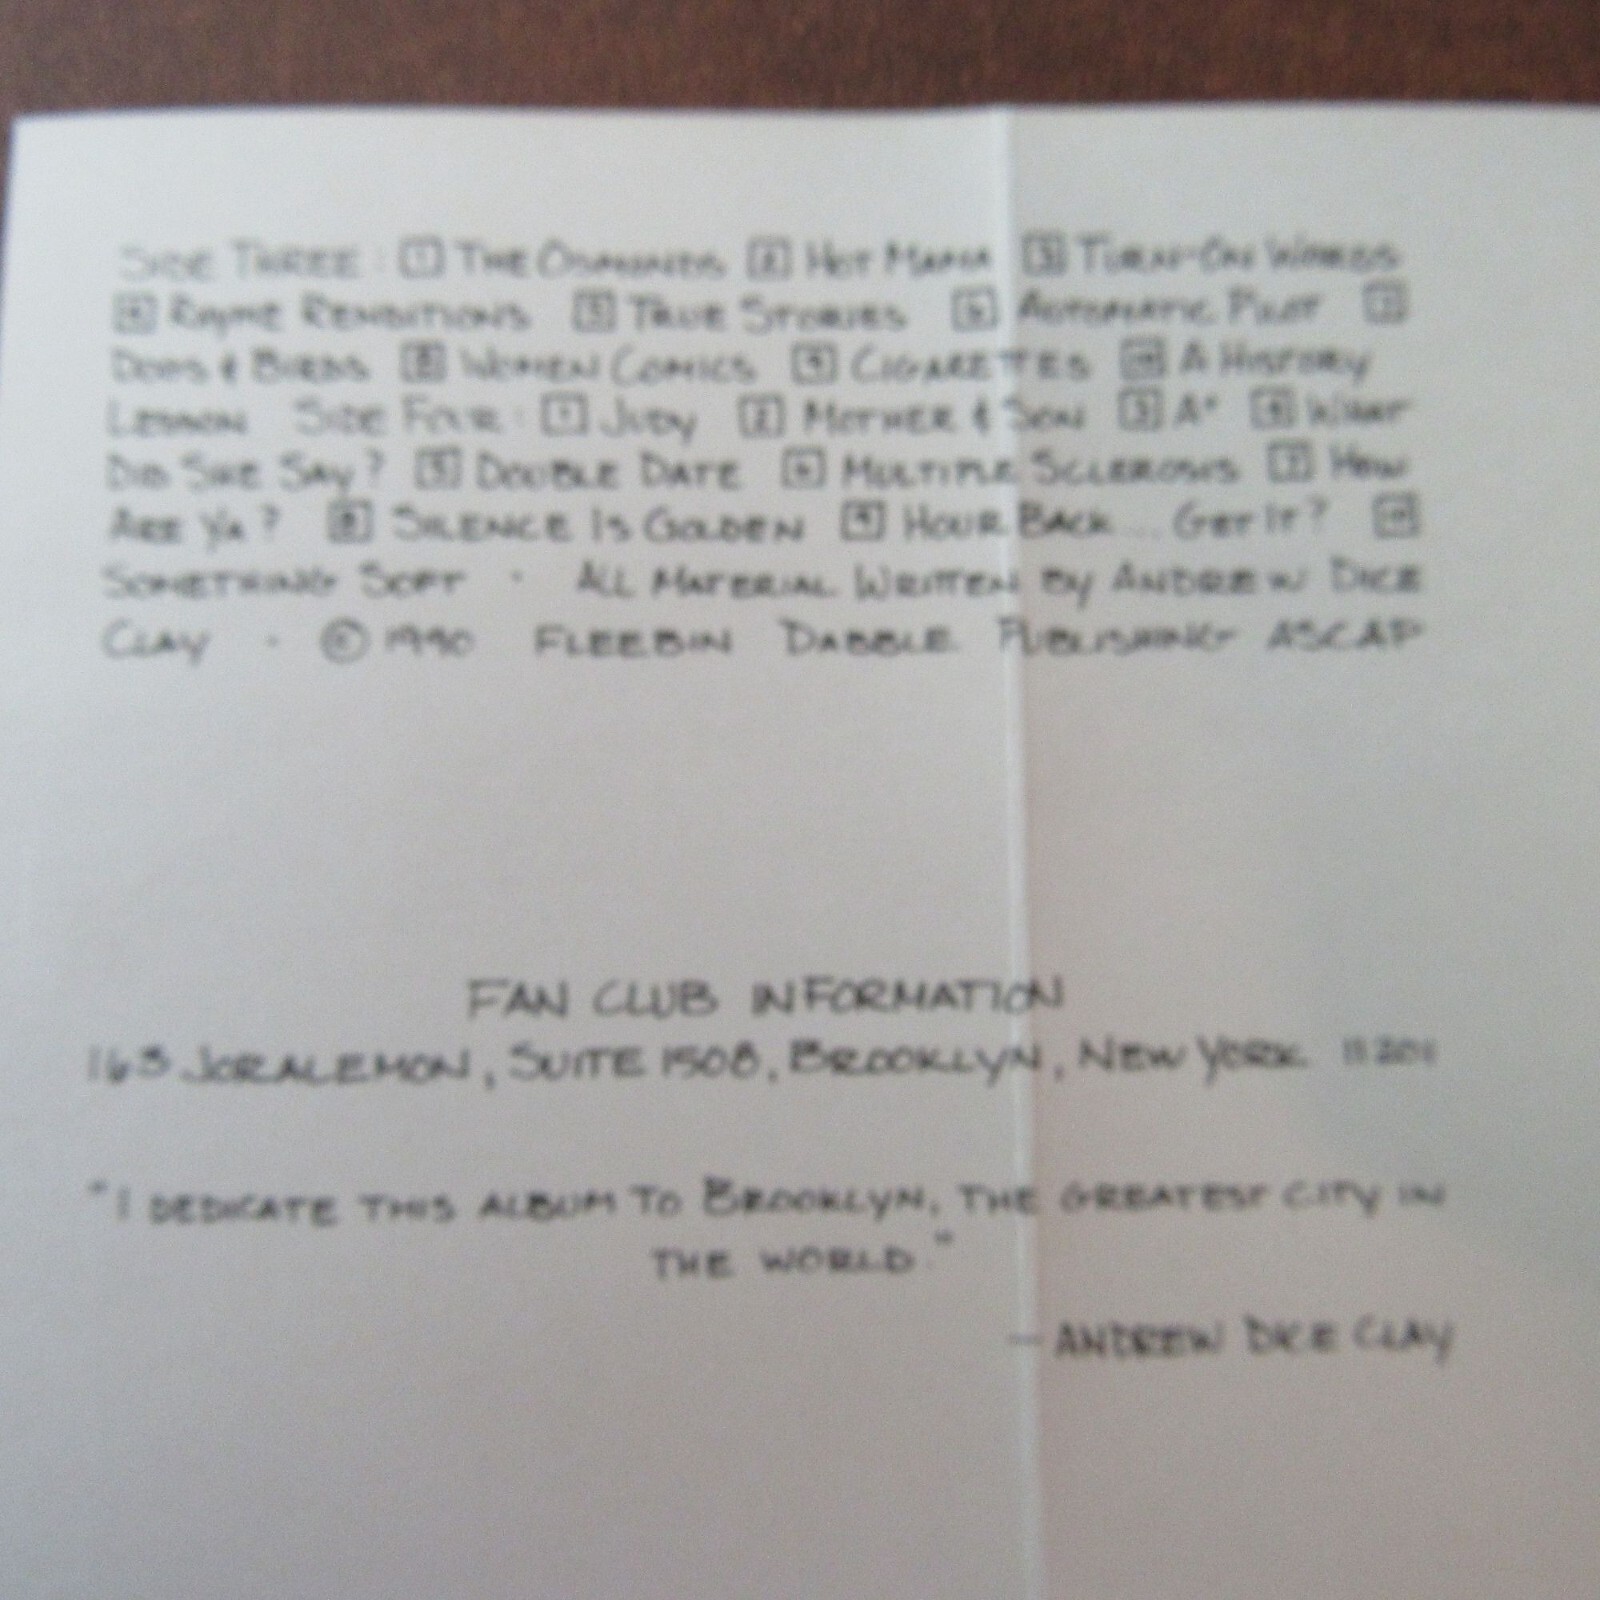 Side Three: 1 The Osmonds 2 Hot Mama 3 Turn-On Words
4 Rhyme Renditions 5 True Stories 6 Automatic Pilot 7
Dogs & Birds 8 Women Comics 9 Cigarettes 10 A History
Lesson Side Four: 1 Judy 2 Mother & Son 3 4 What
Did She Say? 5 Double Date 6 Multiple Sclerosis 7 How
Are Ya? 8 Silence Is Golden 9 Hour Back... Get It? 10
Something Soft · All Material Written by Andrew Dice
Clay · © 1990 Fleebin Dabble Publishing ASCAP
FAN CLUB INFORMATION
163 Joralemon, Suite 1508, Brooklyn, New York 11201
"I dedicate this album to Brooklyn, the greatest city in
the world."
— Andrew Dice Clay